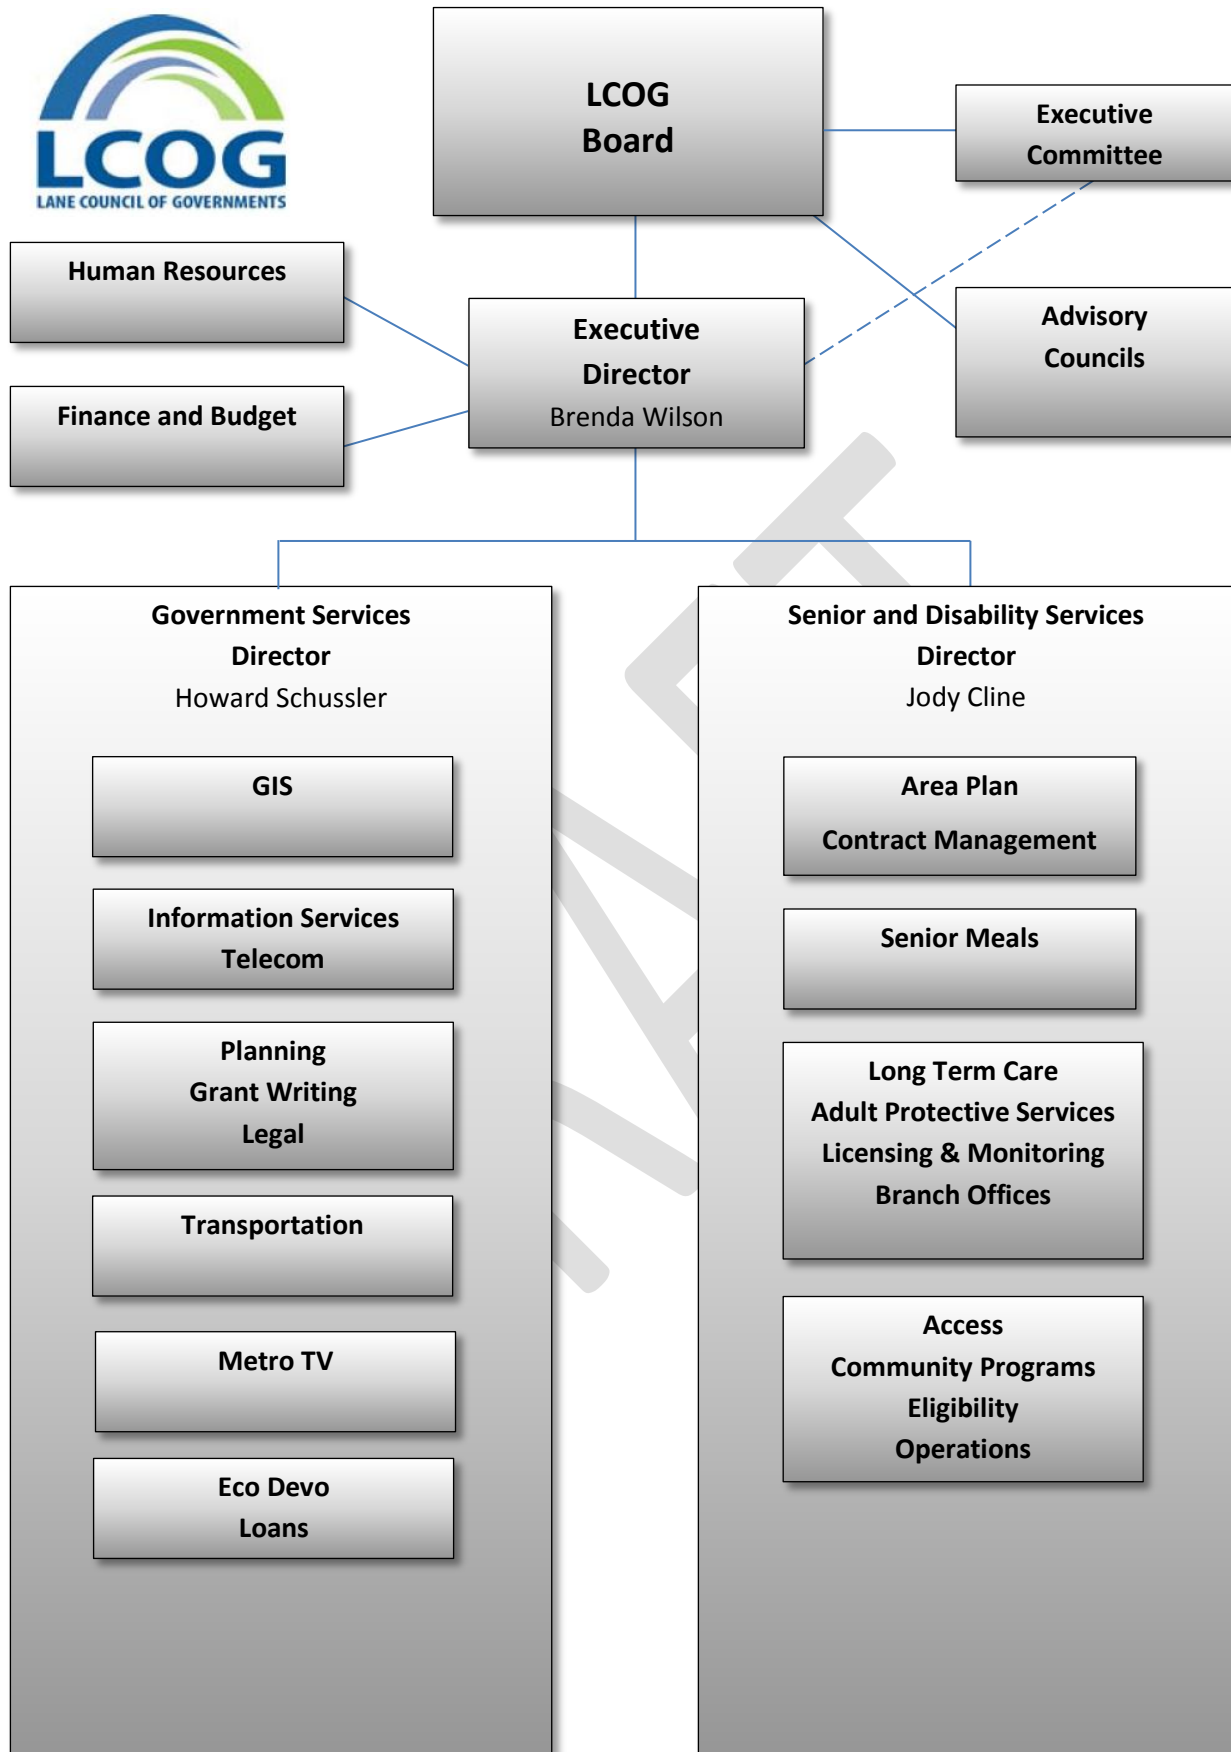 LCOG
LANE COUNCIL OF GOVERNMENTS
LCOG
Board
Executive
Committee
Human Resources
Executive
Director
Brenda Wilson
Advisory
Councils
Finance and Budget
Government Services
Director
Howard Schussler
GIS
Information Services
Telecom
Planning
Grant Writing
Legal
Transportation
Metro TV
Eco Devo
Loans
Senior and Disability Services
Director
Jody Cline
Area Plan
Contract Management
Senior Meals
Long Term Care
Adult Protective Services
Licensing & Monitoring
Branch Offices
Access
Community Programs
Eligibility
Operations